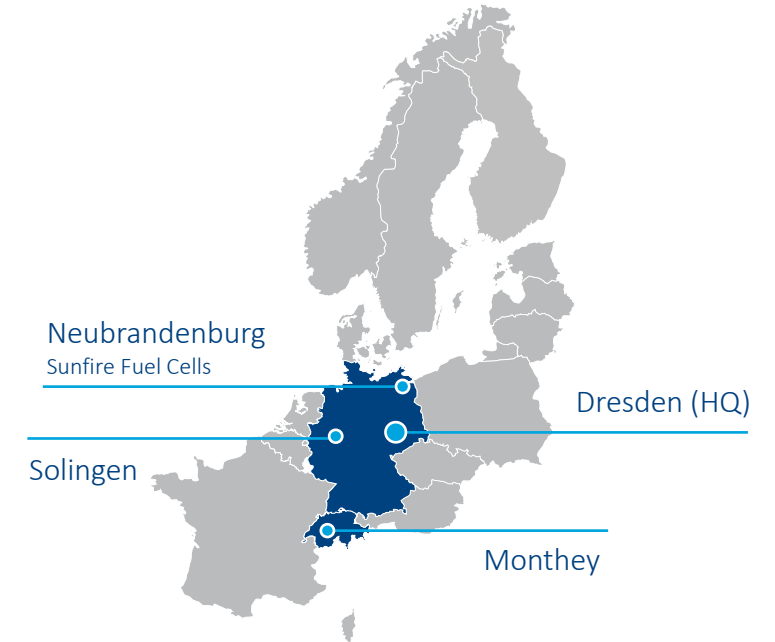 Neubrandenburg
Sunfire Fuel Cells
Dresden (HQ)
Solingen
Monthey